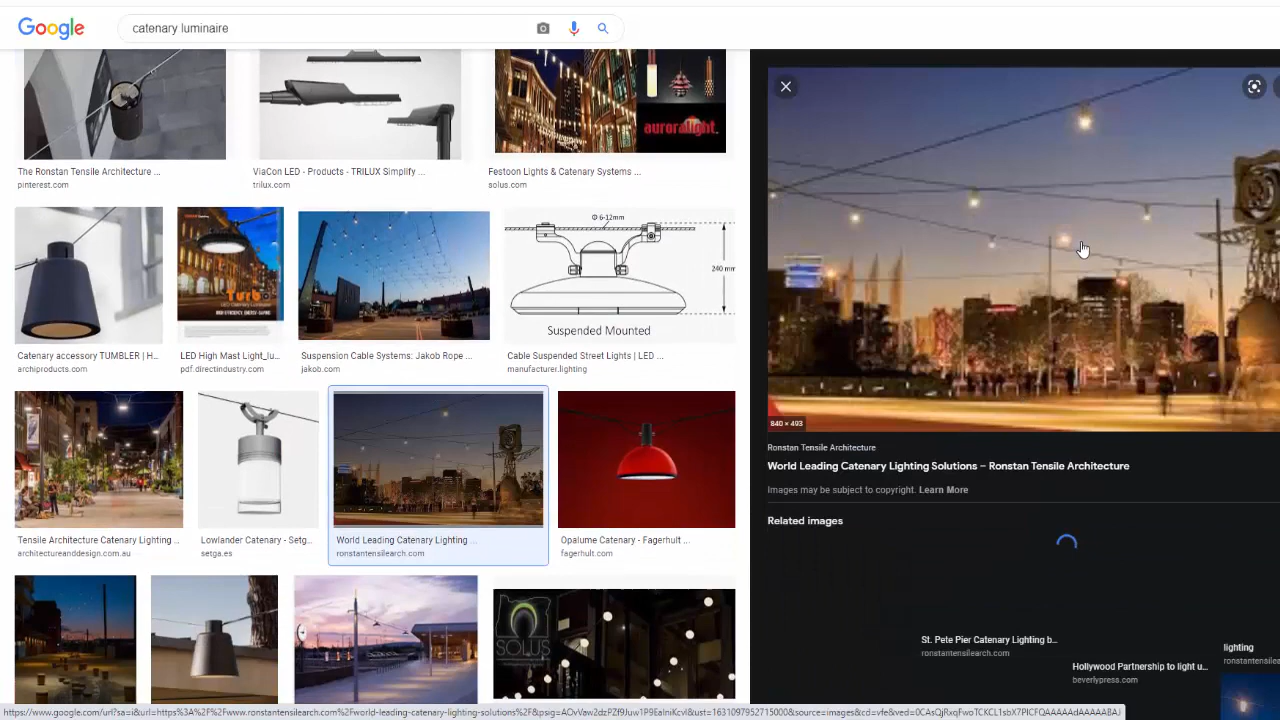 Google
catenary luminaire
auroralight
The Ronstan Tensile Architecture ...
pinterest.com
ViaCon LED - Products - TRILUX Simplify ...
trilux.com
Festoon Lights & Catenary Systems ...
solus.com
Turbo
Φ 6-12mm
240 mm
Suspended Mounted
Catenary accessory TUMBLER | H...
archiproducts.com
LED High Mast Light_lu...
pdf.directindustry.com
Suspension Cable Systems: Jakob Rope ...
jakob.com
Cable Suspended Street Lights | LED ...
manufacturer.lighting
Tensile Architecture Catenary Lighting ...
architectureanddesign.com.au
Lowlander Catenary - Setg...
setga.es
World Leading Catenary Lighting ...
ronstantensilearch.com
Opalume Catenary - Fagerhult ...
fagerhult.com
SOLUS
840 × 493
Ronstan Tensile Architecture
World Leading Catenary Lighting Solutions – Ronstan Tensile Architecture
Images may be subject to copyright. Learn More
Related images
St. Pete Pier Catenary Lighting b...
ronstantensilearch.com
Hollywood Partnership to light u...
beverlypress.com
lighting
ronstantensilea